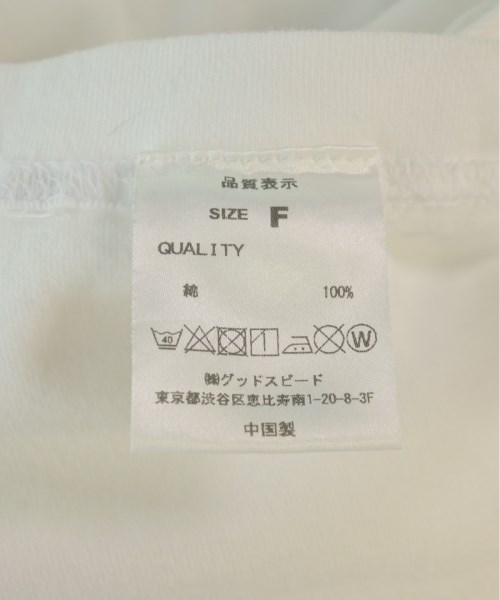 品質表示
SIZE F
QUALITY
綿 100%
40 W
㈱グッドスピード
東京都渋谷区恵比寿南1-20-8-3F
中国製